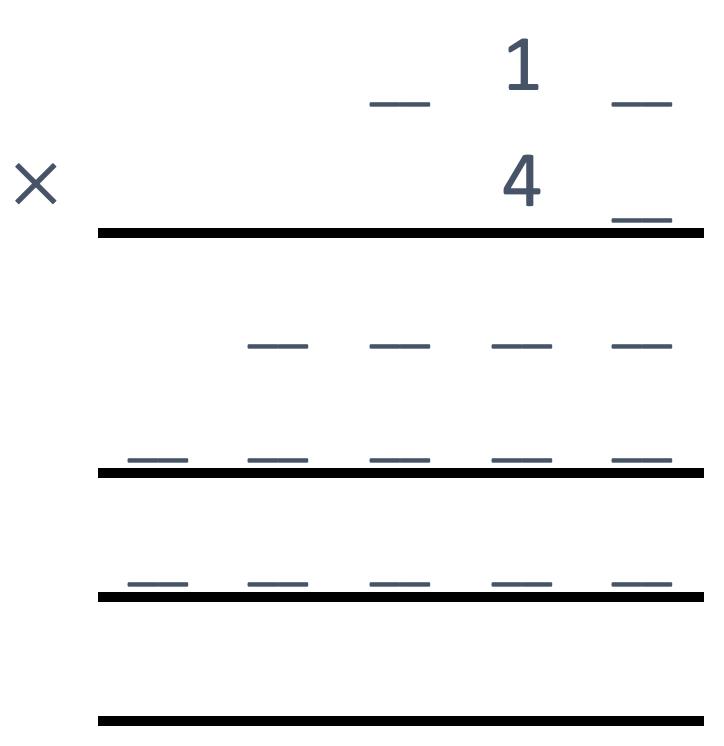 _ 1 _
× 4 _
_ _ _ _
_ _ _ _ _
_ _ _ _ _